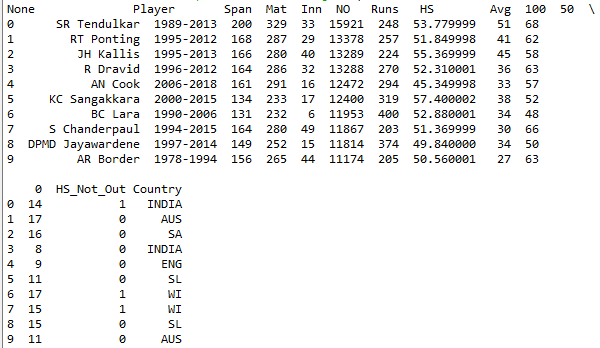 None Player Span Mat Inn NO Runs HS Avg 100 50 \
0 SR Tendulkar 1989-2013 200 329 33 15921 248 53.779999 51 68
1 RT Ponting 1995-2012 168 287 29 13378 257 51.849998 41 62
2 JH Kallis 1995-2013 166 280 40 13289 224 55.369999 45 58
3 R Dravid 1996-2012 164 286 32 13288 270 52.310001 36 63
4 AN Cook 2006-2018 161 291 16 12472 294 45.349998 33 57
5 KC Sangakkara 2000-2015 134 233 17 12400 319 57.400002 38 52
6 BC Lara 1990-2006 131 232 6 11953 400 52.880001 34 48
7 S Chanderpaul 1994-2015 164 280 49 11867 203 51.369999 30 66
8 DPMD Jayawardene 1997-2014 149 252 15 11814 374 49.840000 34 50
9 AR Border 1978-1994 156 265 44 11174 205 50.560001 27 63
0 HS_Not_Out Country
0 14 1 INDIA
1 17 0 AUS
2 16 0 SA
3 8 0 INDIA
4 9 0 ENG
5 11 0 SL
6 17 1 WI
7 15 1 WI
8 15 0 SL
9 11 0 AUS